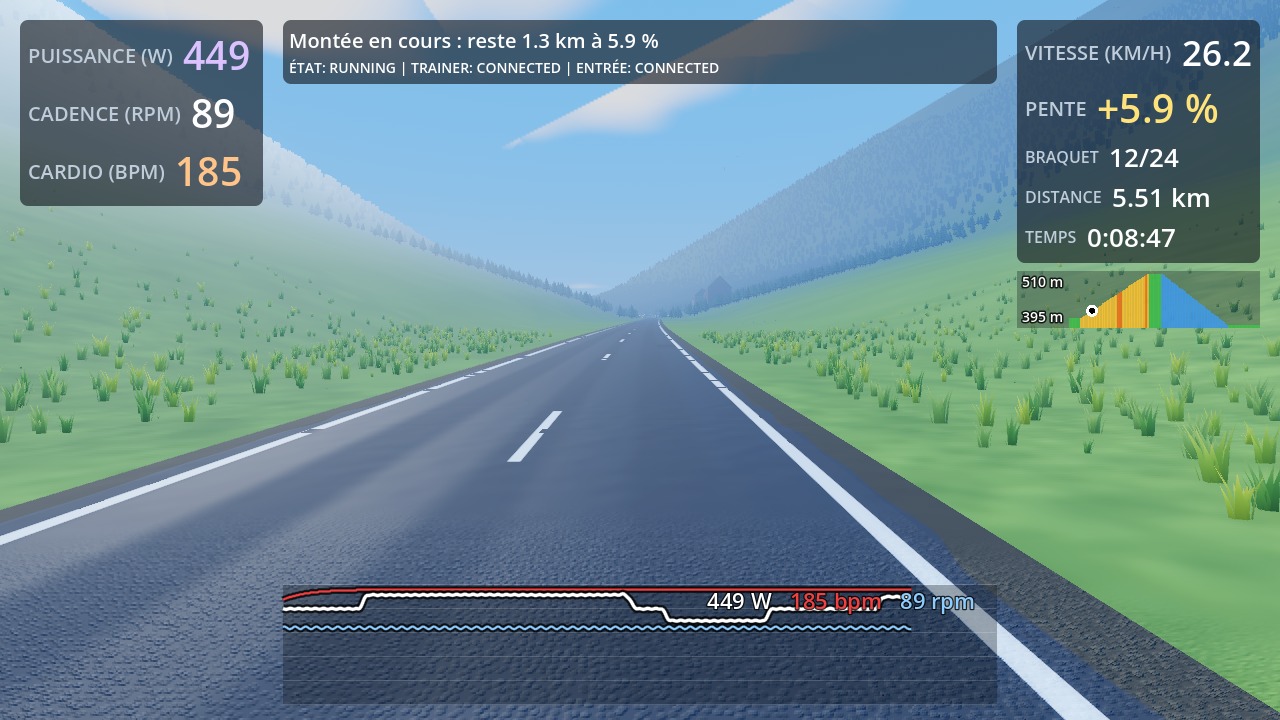 PUISSANCE (W) 449
CADENCE (RPM) 89
CARDIO (BPM) 185
Montée en cours : reste 1.3 km à 5.9 %
ÉTAT: RUNNING | TRAINER: CONNECTED | ENTRÉE: CONNECTED
VITESSE (KM/H) 26.2
PENTE +5.9 %
BRAQUET 12/24
DISTANCE 5.51 km
TEMPS 0:08:47
510 m
395 m
449 W 185 bpm 89 rpm